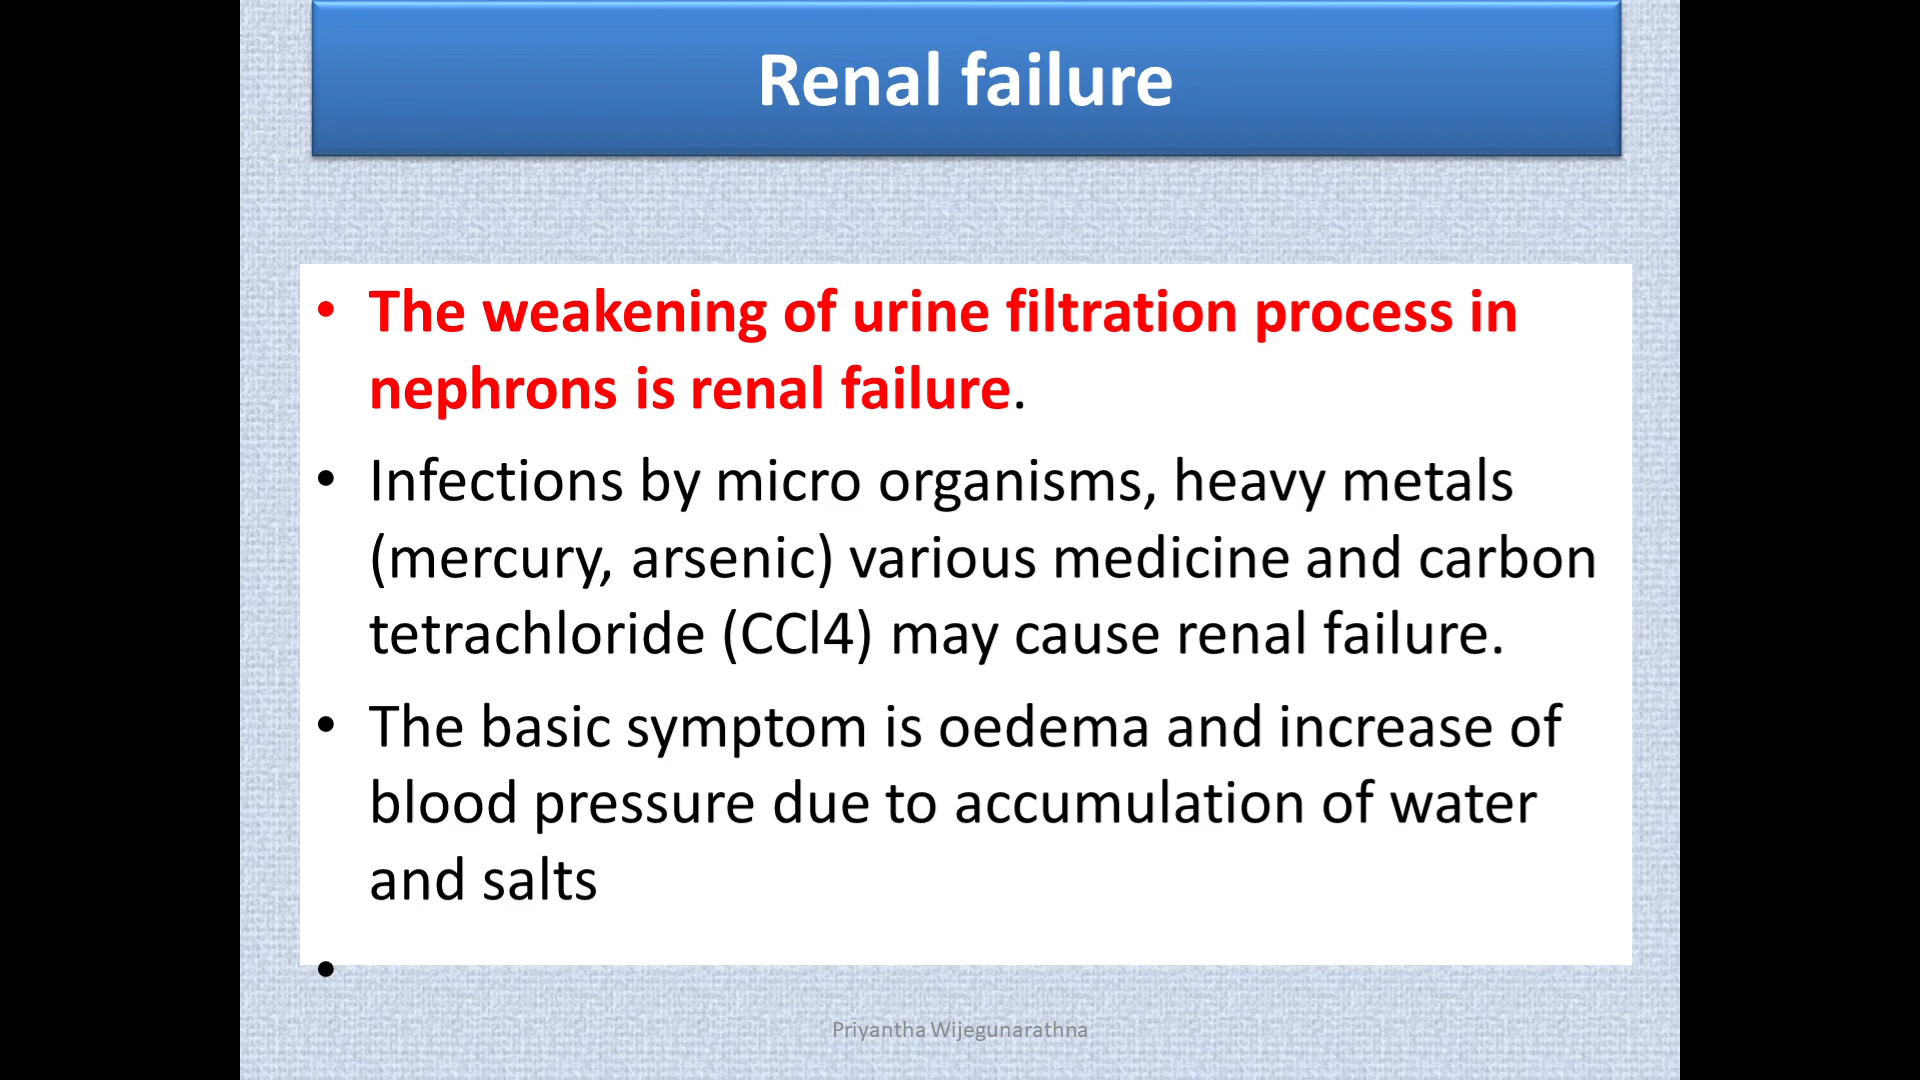 Renal failure
• The weakening of urine filtration process in
nephrons is renal failure.
• Infections by micro organisms, heavy metals
(mercury, arsenic) various medicine and carbon
tetrachloride (CCl4) may cause renal failure.
• The basic symptom is oedema and increase of
blood pressure due to accumulation of water
and salts
•
Priyantha Wijegunarathna